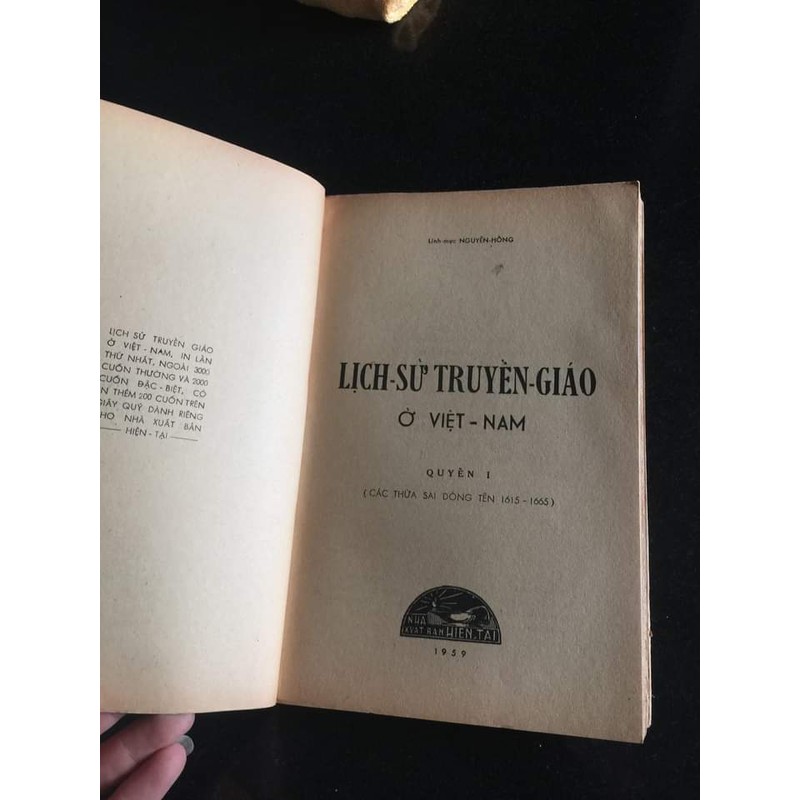 LỊCH SỬ TRUYỀN GIÁO
Ở VIỆT - NAM, IN LẦN
THỨ NHẤT, NGOÀI 3000
CUỐN THƯỜNG VÀ 2000
CUỐN ĐẶC - BIỆT, CÓ
N THÊM 200 CUỐN TRÊN
GIẤY QUÝ DÀNH RIÊNG
HO NHÀ XUẤT BẢN
HIỆN - TẠI
Linh mục NGUYỄN-HỒNG
LỊCH-SỬ TRUYỀN-GIÁO
Ở VIỆT - NAM
QUYỂN I
(CÁC THỪA SAI DÒNG TÊN 1615 - 1665)
NHÀ
XUẤT BẢN HIỆN TẠI
1959